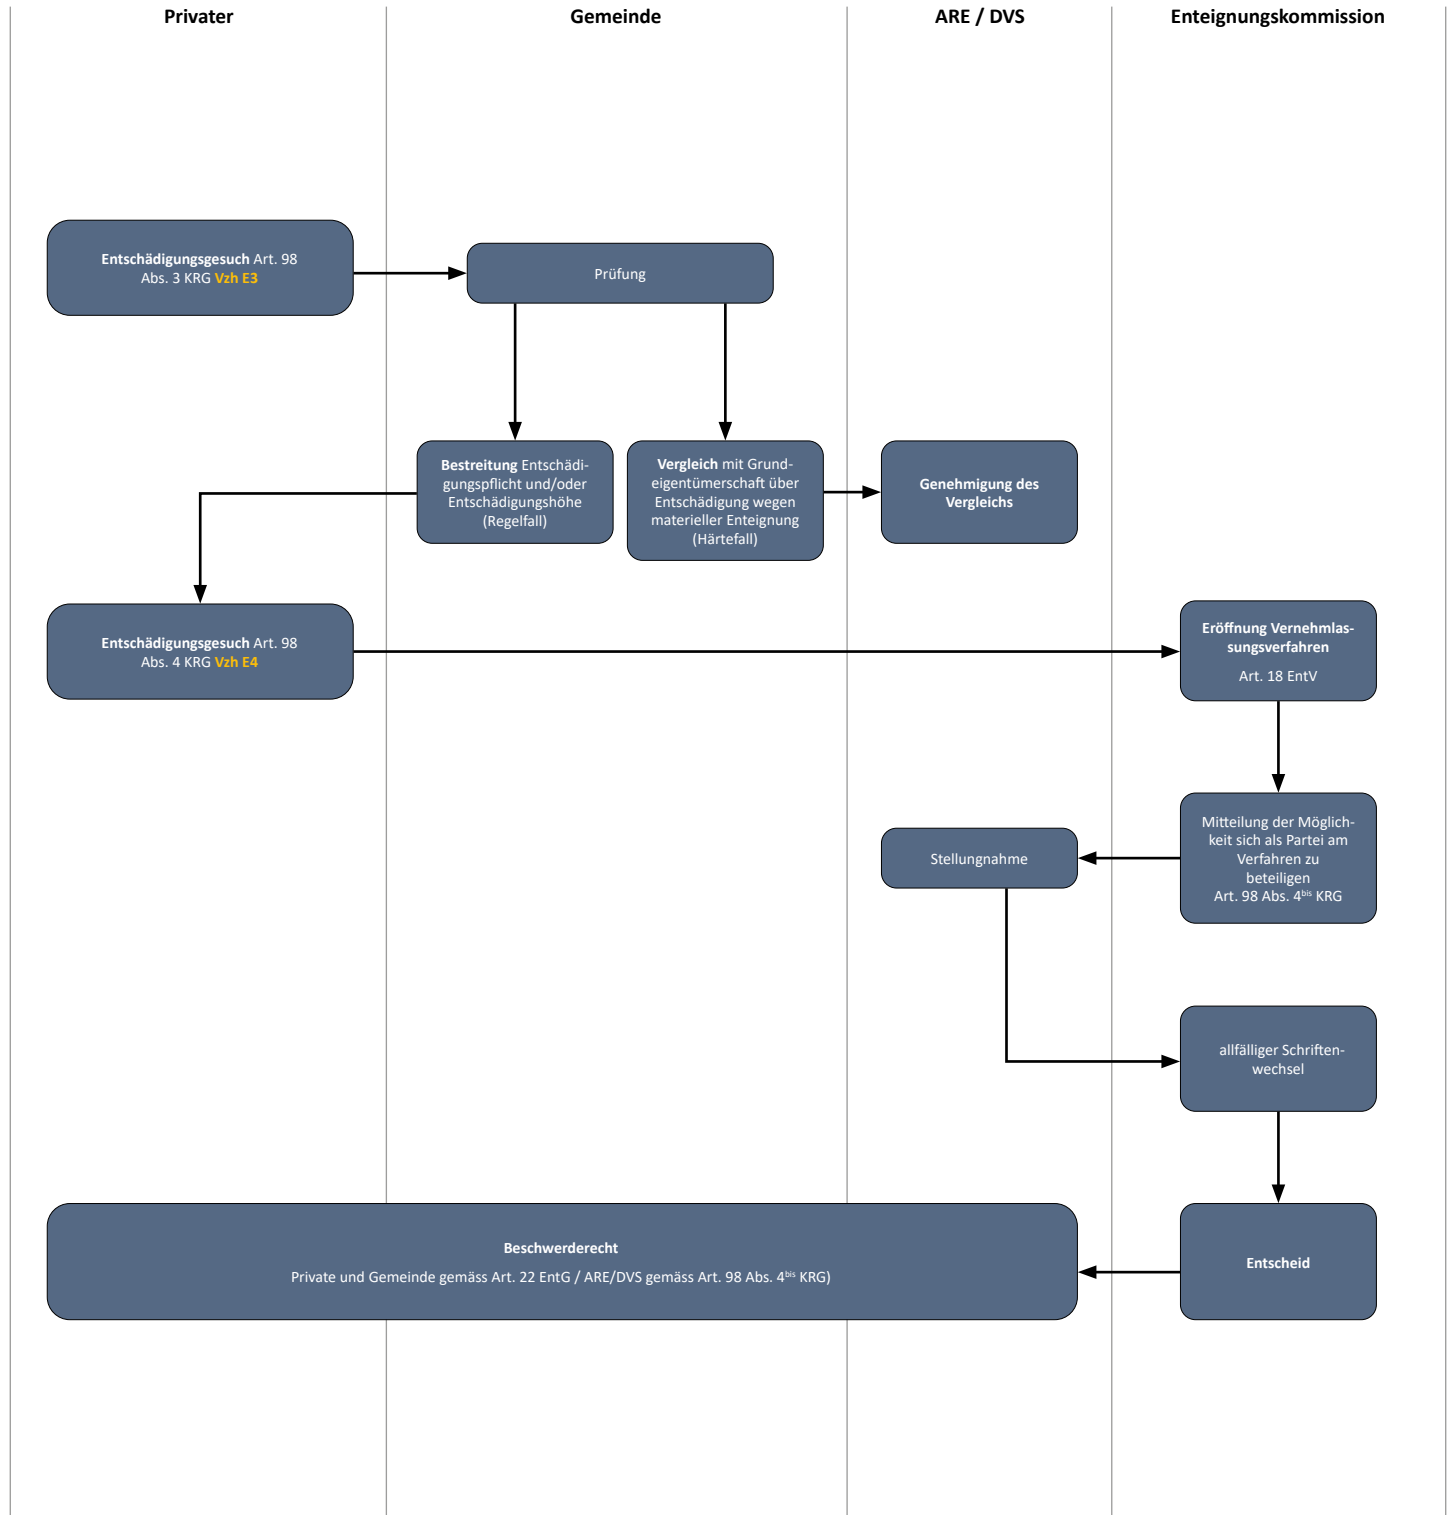 Privater
Gemeinde
ARE / DVS
Enteignungskommission
Entschädigungsgesuch Art. 98
Abs. 3 KRG Vzh E3
Prüfung
Bestreitung Entschädi-
gungspflicht und/oder
Entschädigungshöhe
(Regelfall)
Vergleich mit Grund-
eigentümerschaft über
Entschädigung wegen
materieller Enteignung
(Härtefall)
Genehmigung des
Vergleichs
Entschädigungsgesuch Art. 98
Abs. 4 KRG Vzh E4
Eröffnung Vernehmlas-
sungsverfahren
Art. 18 EntV
Mitteilung der Möglich-
keit sich als Partei am
Verfahren zu
beteiligen
Art. 98 Abs. 4bis KRG
Stellungnahme
allfälliger Schriften-
wechsel
Entscheid
Beschwerderecht
Private und Gemeinde gemäss Art. 22 EntG / ARE/DVS gemäss Art. 98 Abs. 4bis KRG)